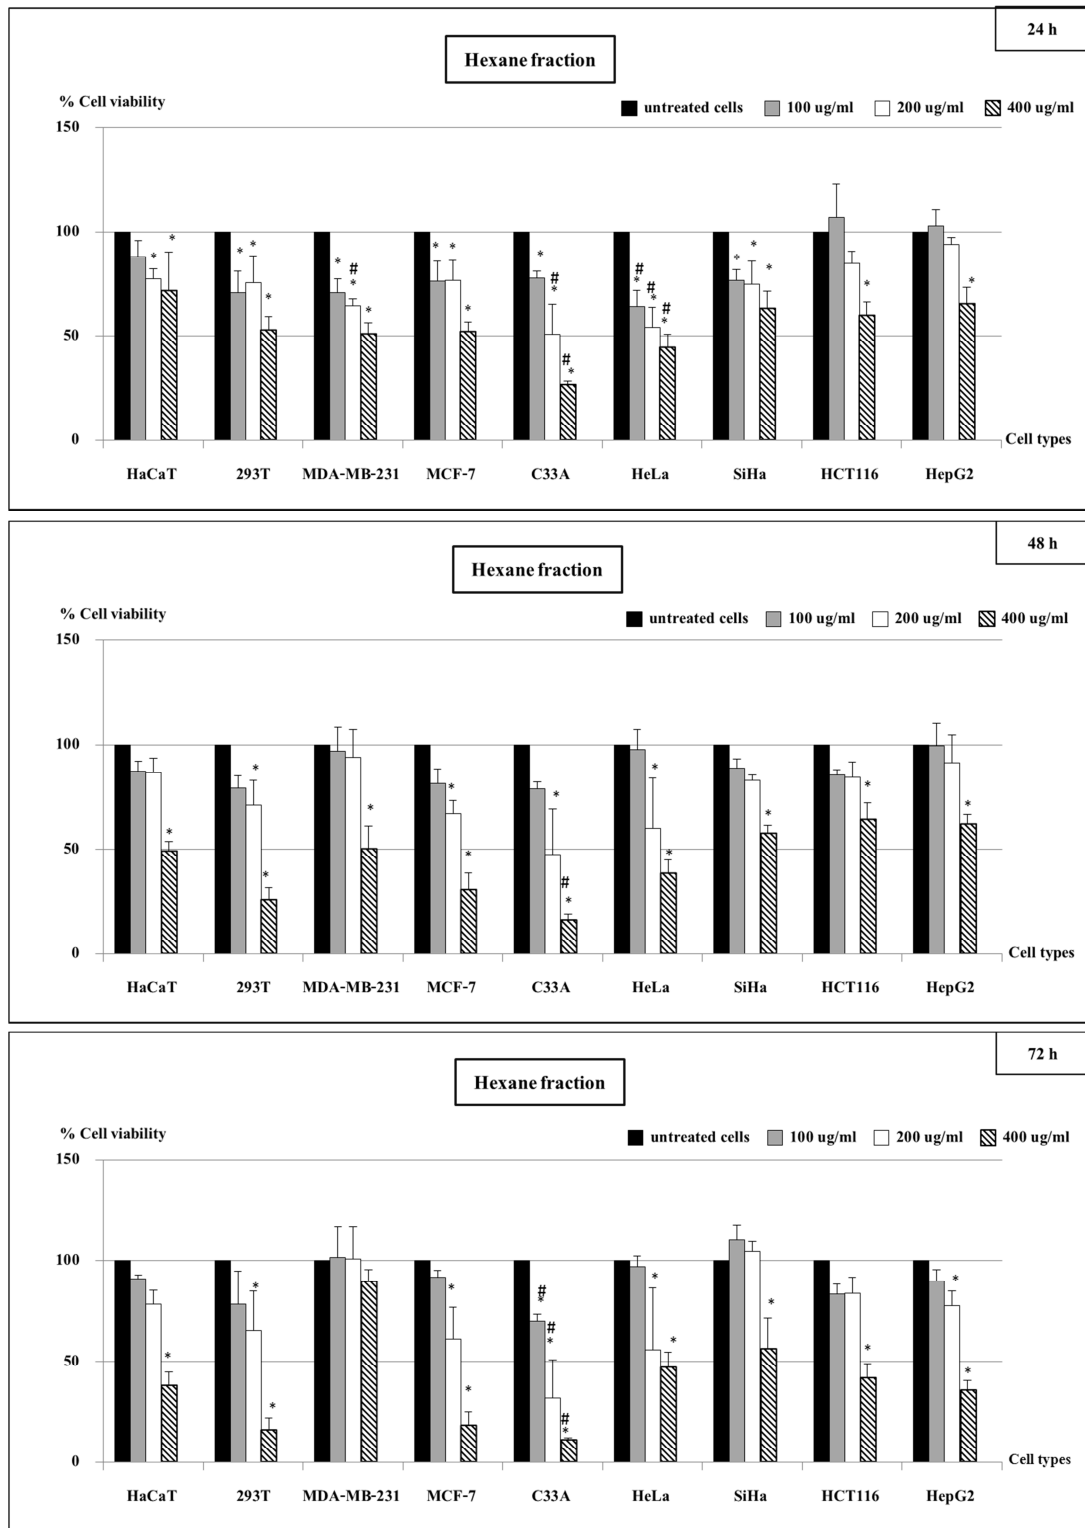 24 h
Hexane fraction
% Cell viability
untreated cells 100 ug/ml 200 ug/ml 400 ug/ml
150
100
50
0
* * * * * * # * * * * * * # * # * # * # * # * * * * * *
Cell types
HaCaT 293T MDA-MB-231 MCF-7 C33A HeLa SiHa HCT116 HepG2
48 h
Hexane fraction
% Cell viability
untreated cells 100 ug/ml 200 ug/ml 400 ug/ml
150
100
50
0
* * * * * * * # * * * * * *
Cell types
HaCaT 293T MDA-MB-231 MCF-7 C33A HeLa SiHa HCT116 HepG2
72 h
Hexane fraction
% Cell viability
untreated cells 100 ug/ml 200 ug/ml 400 ug/ml
150
100
50
0
* * * * * # * # * # * * * * * * *
Cell types
HaCaT 293T MDA-MB-231 MCF-7 C33A HeLa SiHa HCT116 HepG2